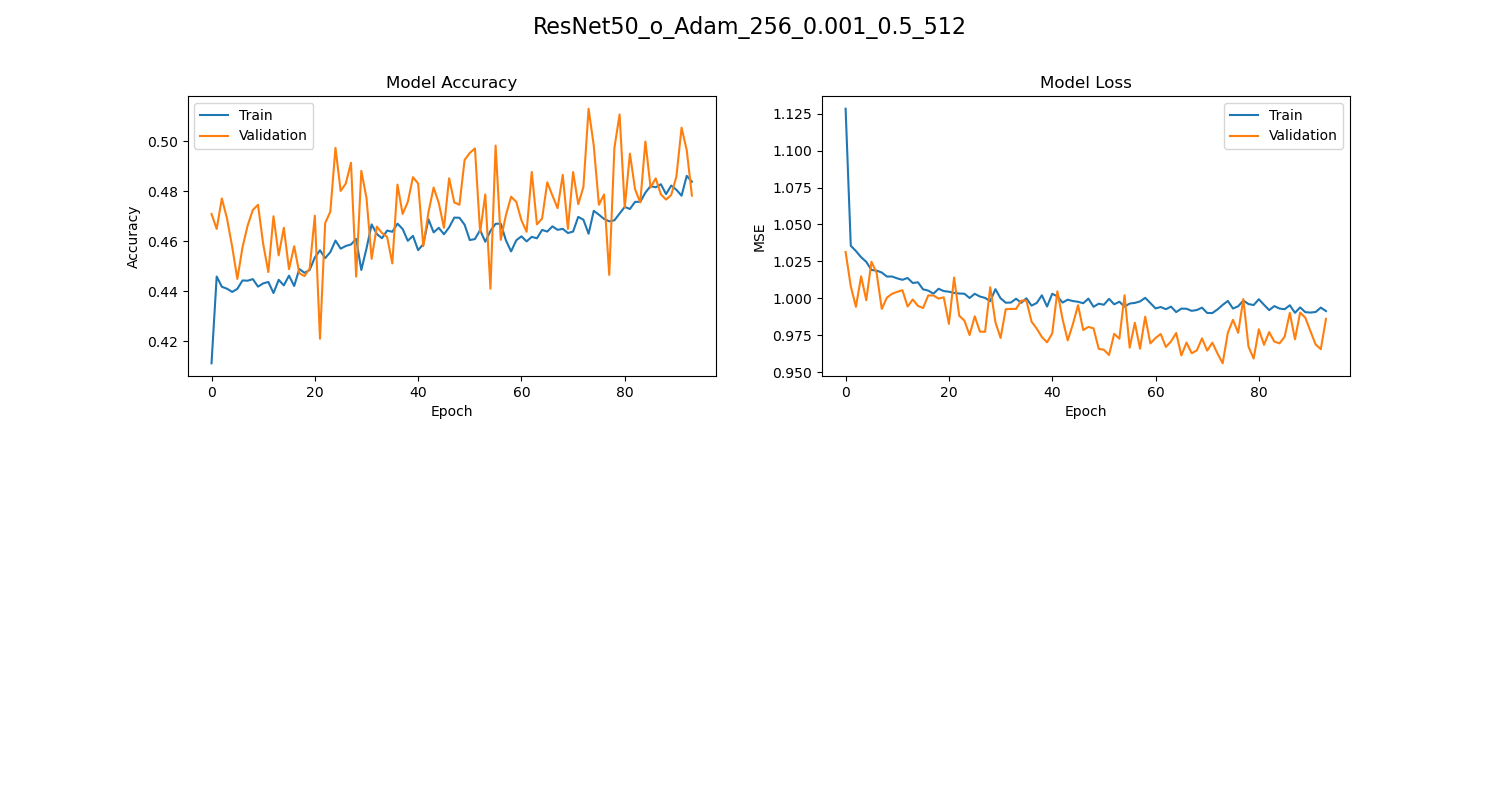 ResNet50_o_Adam_256_0.001_0.5_512
Model Accuracy
Train
Validation
0.50
0.48
0.46
0.44
0.42
Accuracy
0 20 40 60 80
Epoch
Model Loss
Train
Validation
1.125
1.100
1.075
1.050
1.025
1.000
0.975
0.950
MSE
0 20 40 60 80
Epoch